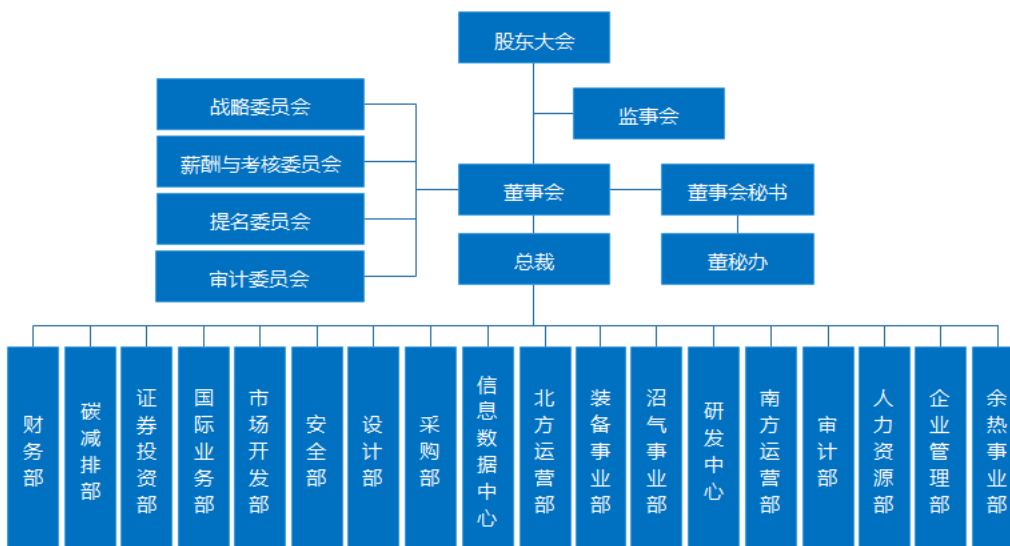 股东大会
战略委员会
监事会
薪酬与考核委员会
董事会
董事会秘书
提名委员会
总裁
董秘办
审计委员会
财务部
碳减排部
证券投资部
国际业务部
市场开发部
安全部
设计部
采购部
信息数据中心
北方运营部
装备事业部
沼气事业部
研发中心
南方运营部
审计部
人力资源部
企业管理部
余热事业部